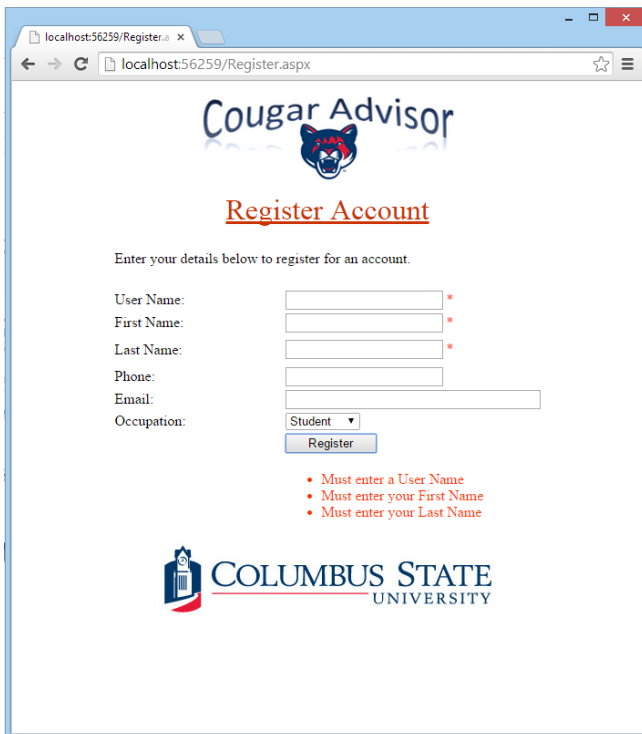 localhost:56259/Register.a
localhost:56259/Register.aspx
Cougar Advisor
Register Account
Enter your details below to register for an account.
User Name: *
First Name: *
Last Name: *
Phone:
Email:
Occupation: Student
Register
• Must enter a User Name
• Must enter your First Name
• Must enter your Last Name
COLUMBUS STATE
UNIVERSITY